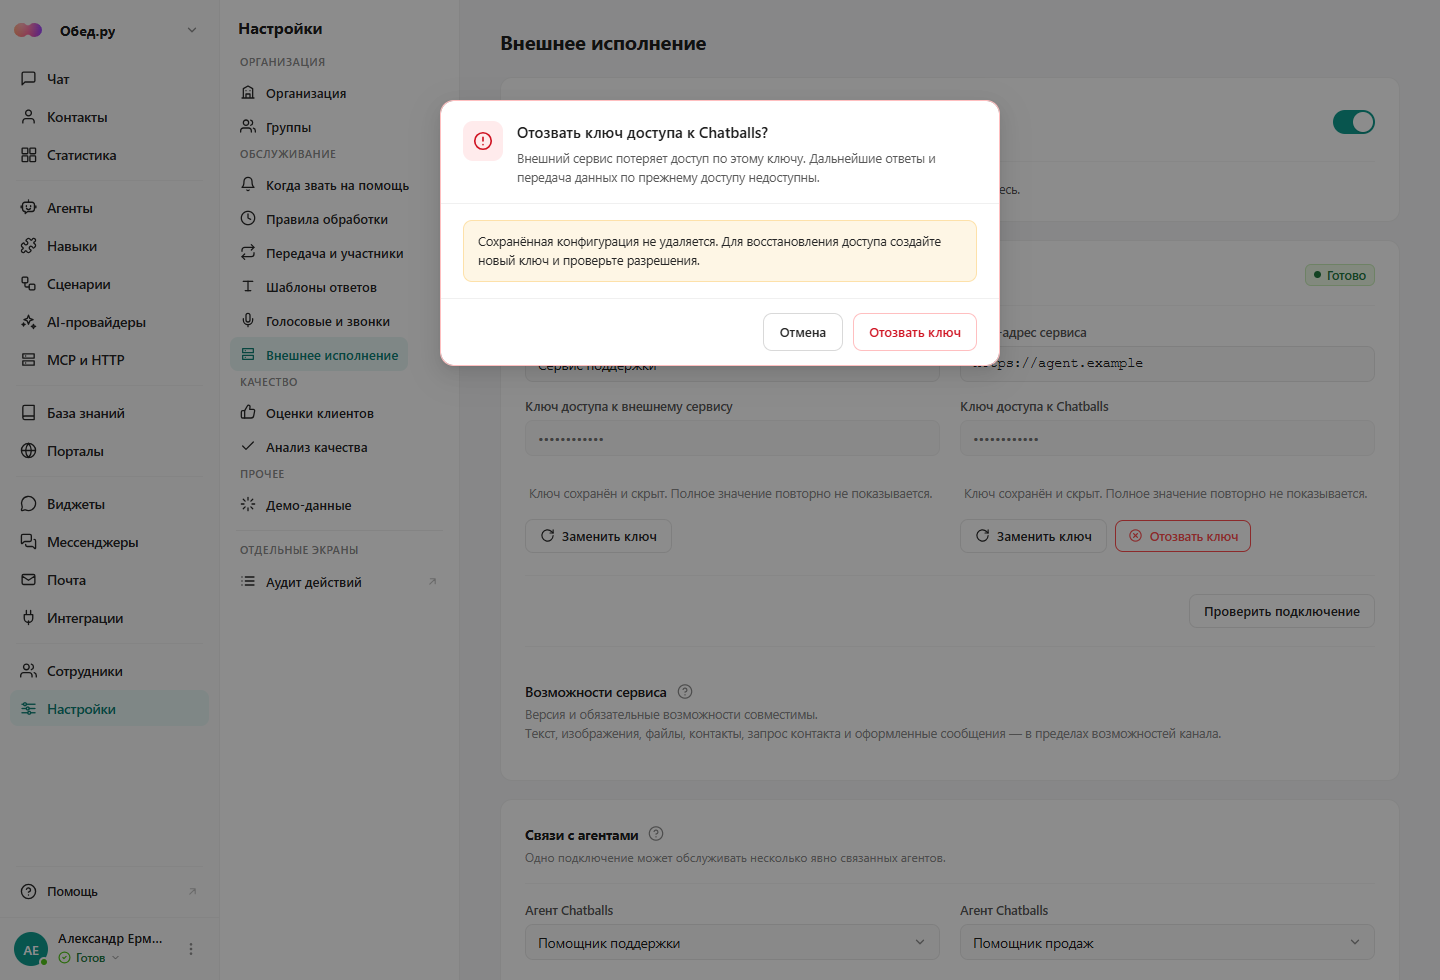 Обед.ру
Чат
Контакты
Статистика
Агенты
Навыки
Сценарии
AI-провайдеры
MCP и HTTP
База знаний
Порталы
Виджеты
Мессенджеры
Почта
Интеграции
Сотрудники
Настройки
Помощь
АЕ
Александр Ерм...
Готов
Настройки
ОРГАНИЗАЦИЯ
Организация
Группы
ОБСЛУЖИВАНИЕ
Когда звать на помощь
Правила обработки
Передача и участники
Шаблоны ответов
Голосовые и звонки
Внешнее исполнение
КАЧЕСТВО
Оценки клиентов
Анализ качества
ПРОЧЕЕ
Демо-данные
ОТДЕЛЬНЫЕ ЭКРАНЫ
Аудит действий
Внешнее исполнение
Отозвать ключ доступа к Chatballs?
Внешний сервис потеряет доступ по этому ключу. Дальнейшие ответы и
передача данных по прежнему доступу недоступны.
Сохранённая конфигурация не удаляется. Для восстановления доступа создайте
новый ключ и проверьте разрешения.
Отмена
Отозвать ключ
Готово
адрес сервиса
Сервис поддержки
https://agent.example
Ключ доступа к внешнему сервису
Ключ доступа к Chatballs
••••••••••••
••••••••••••
Ключ сохранён и скрыт. Полное значение повторно не показывается.
Ключ сохранён и скрыт. Полное значение повторно не показывается.
Заменить ключ
Заменить ключ
Отозвать ключ
Проверить подключение
Возможности сервиса
Версия и обязательные возможности совместимы.
Текст, изображения, файлы, контакты, запрос контакта и оформленные сообщения — в пределах возможностей канала.
Связи с агентами
Одно подключение может обслуживать несколько явно связанных агентов.
Агент Chatballs
Агент Chatballs
Помощник поддержки
Помощник продаж